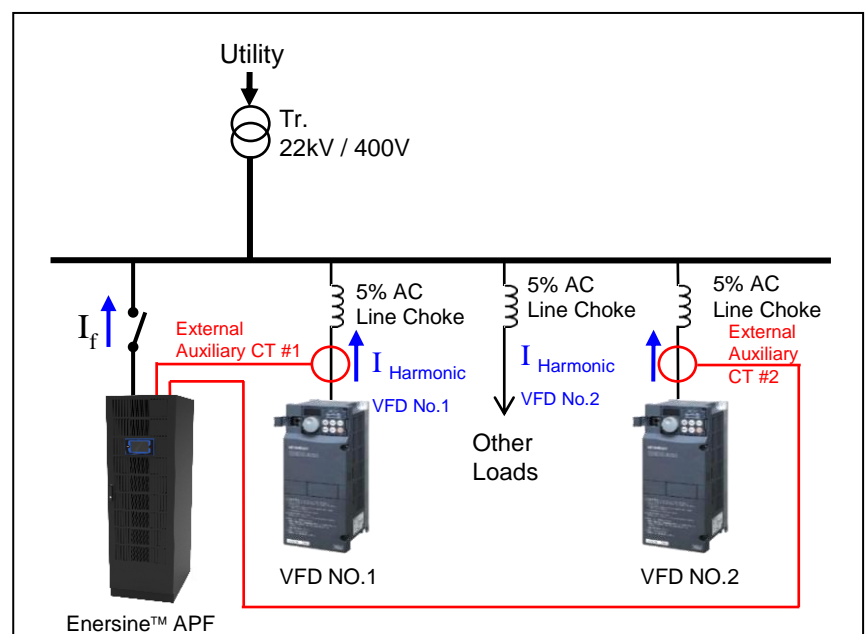 Utility
Tr.
22kV / 400V
5% AC
Line Choke
5% AC
Line Choke
5% AC
Line Choke
If
External
Auxiliary CT #1
I Harmonic
VFD No.1
I Harmonic
VFD No.2
External
Auxiliary
CT #2
Other
Loads
VFD NO.1
VFD NO.2
Enersine™ APF